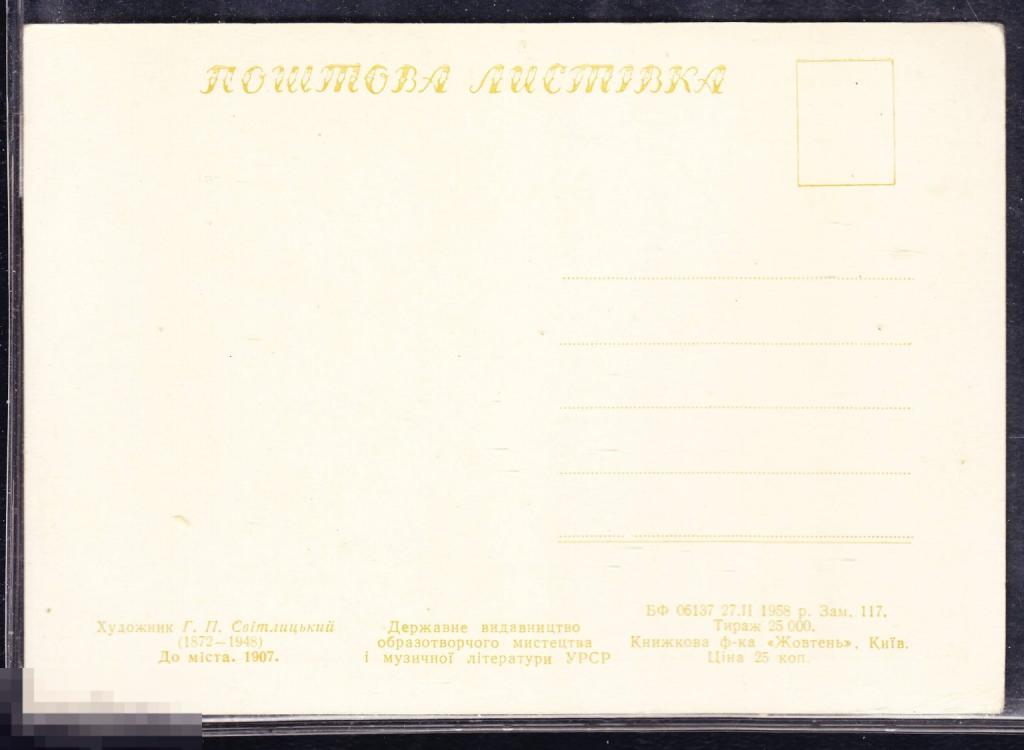 ПОШТОВА ЛИСТІВКА
Художник Г. П. Світлицький
(1872—1948)
До міста. 1907.
Державне видавництво
образотворчого мистецтва
і музичної літератури УРСР
БФ 06137 27.II 1958 р. Зам. 117.
Тираж 25 000.
Книжкова ф-ка «Жовтень», Київ.
Ціна 25 коп.